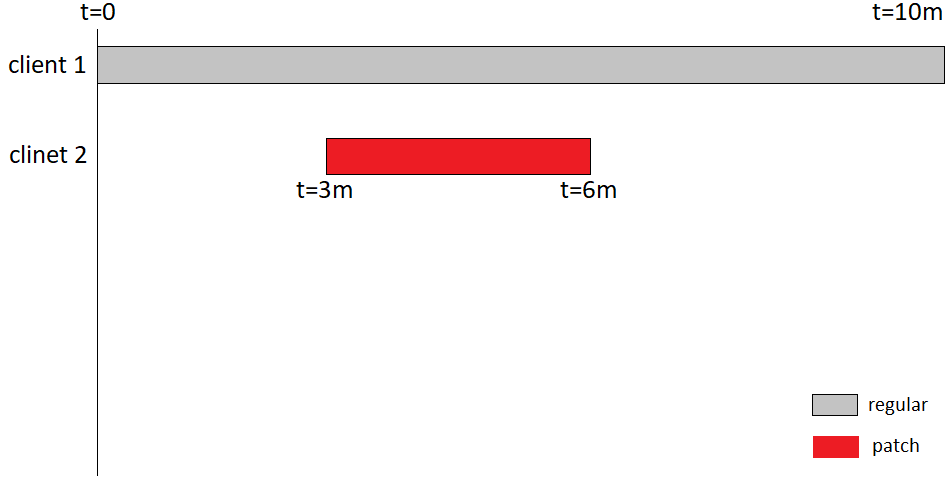 t=0
t=10m
client 1
clinet 2
t=3m
t=6m
regular
patch